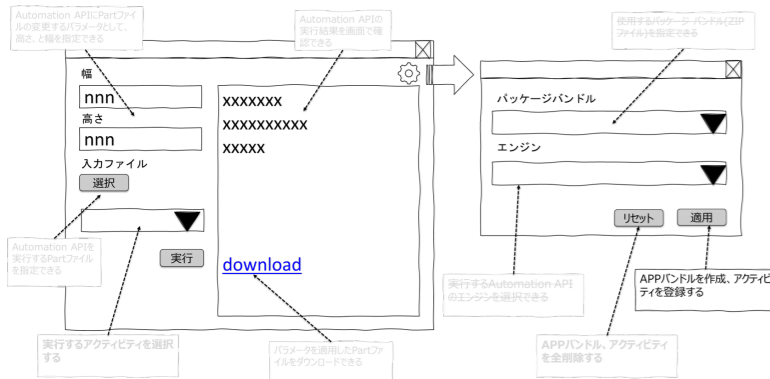 Automation APIにPartファイ
ルの変更するパラメータとして、
高さ、と幅を指定できる
Automation APIの
実行結果を画面で確
認できる
使用するパッケージ バンドル(ZIP
ファイル)を指定できる
幅
nnn
高さ
nnn
入力ファイル
選択
実行
xxxxxxx
xxxxxxxxxx
xxxxx
download
パッケージバンドル
エンジン
リセット
適用
Automation APIを
実行するPartファイル
を指定できる
実行するAutomation API
のエンジンを選択できる
APPバンドルを作成、アクティビ
ティを登録する
実行するアクティビティを選択
する
パラメータを適用したPartファ
イルをダウンロードできる
APPバンドル、アクティビティ
を全削除する